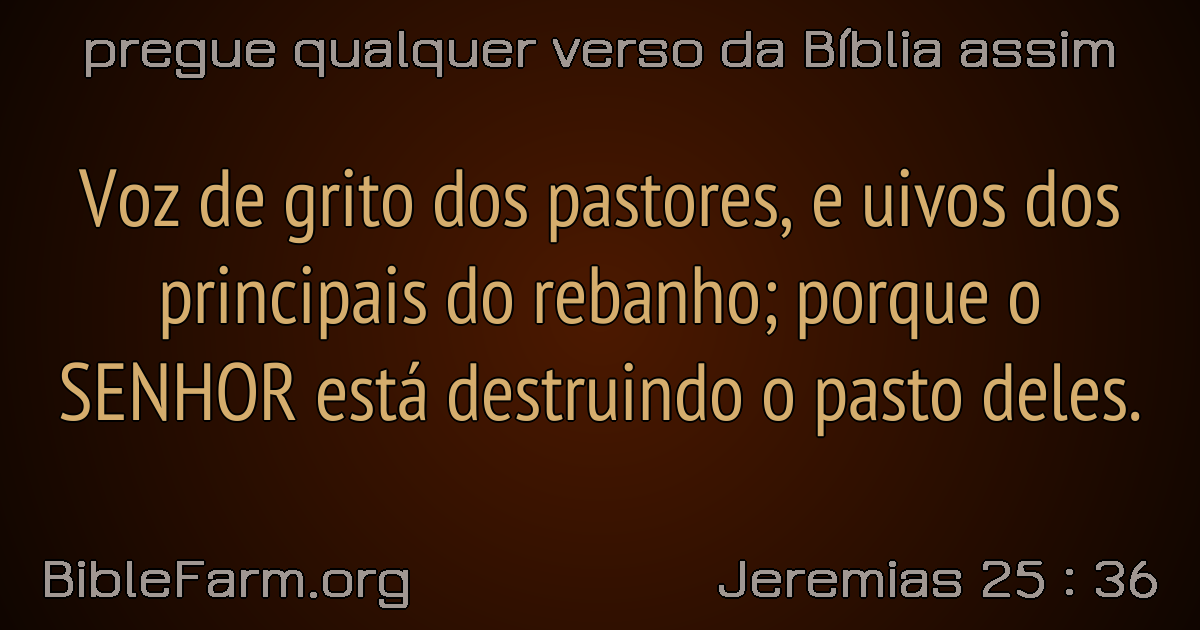 pregue qualquer verso da Bíblia assim
Voz de grito dos pastores, e uivos dos
principais do rebanho; porque o
SENHOR está destruindo o pasto deles.
BibleFarm.org
Jeremias 25 : 36